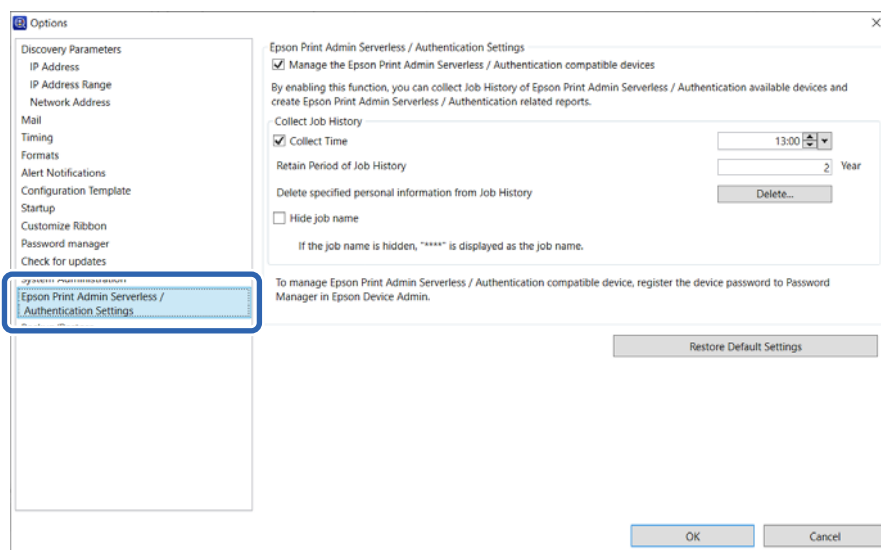 Options
Discovery Parameters
IP Address
IP Address Range
Network Address
Mail
Timing
Formats
Alert Notifications
Configuration Template
Startup
Customize Ribbon
Password manager
Check for updates
System Administration
Epson Print Admin Serverless /
Authentication Settings
Epson Print Admin Serverless / Authentication Settings
Manage the Epson Print Admin Serverless / Authentication compatible devices
By enabling this function, you can collect Job History of Epson Print Admin Serverless / Authentication available devices and
create Epson Print Admin Serverless / Authentication related reports.
Collect Job History
Collect Time
13:00
Retain Period of Job History
2 Year
Delete specified personal information from Job History
Delete...
Hide job name
If the job name is hidden, "****" is displayed as the job name.
To manage Epson Print Admin Serverless / Authentication compatible device, register the device password to Password
Manager in Epson Device Admin.
Restore Default Settings
OK
Cancel